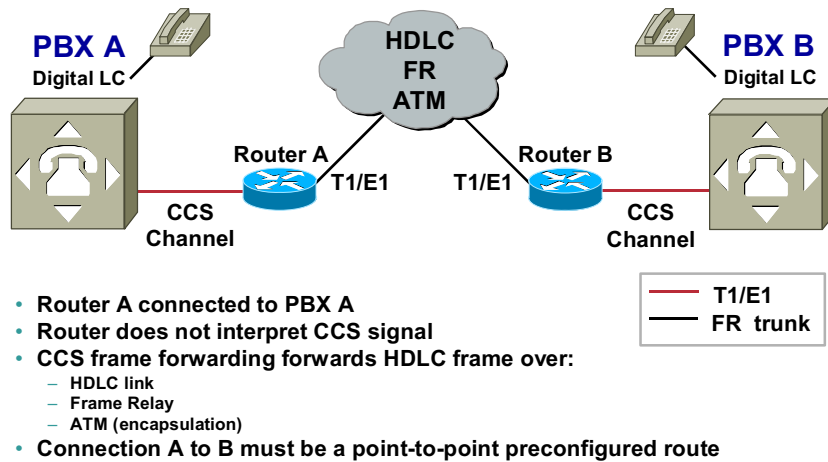 PBX A
Digital LC
HDLC
FR
ATM
PBX B
Digital LC
Router A
T1/E1
T1/E1
Router B
CCS
Channel
CCS
Channel
T1/E1
FR trunk
• Router A connected to PBX A
• Router does not interpret CCS signal
• CCS frame forwarding forwards HDLC frame over:
– HDLC link
– Frame Relay
– ATM (encapsulation)
• Connection A to B must be a point-to-point preconfigured route